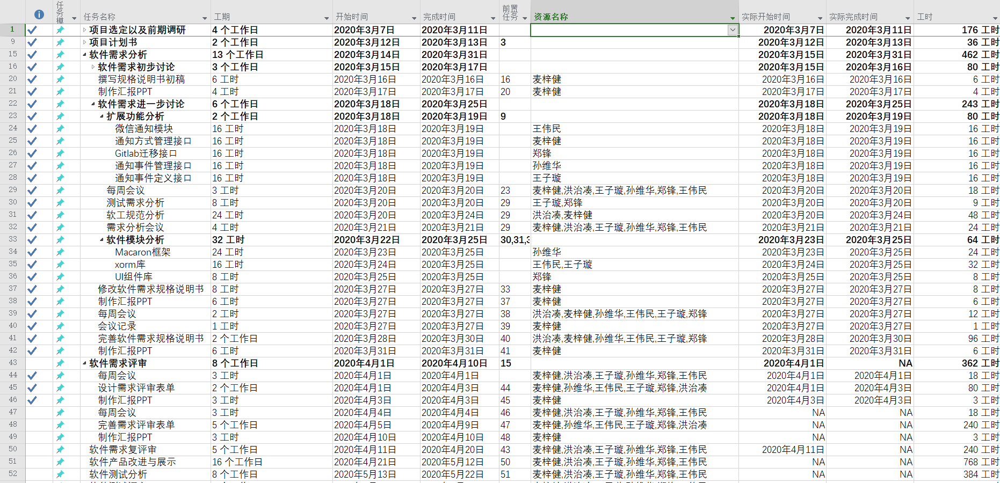 任务模 任务名称 工期 开始时间 完成时间 前置任务 资源名称 实际开始时间 实际完成时间 工时
1 项目选定以及前期调研 4 个工作日 2020年3月7日 2020年3月11日 2020年3月7日 2020年3月11日 176 工时
9 项目计划书 2 个工作日 2020年3月12日 2020年3月13日 3 2020年3月12日 2020年3月13日 36 工时
15 软件需求分析 13 个工作日 2020年3月14日 2020年3月31日 2020年3月15日 2020年3月31日 462 工时
16 软件需求初步讨论 3 个工作日 2020年3月15日 2020年3月17日 2020年3月15日 2020年3月16日 80 工时
20 撰写规格说明书初稿 6 工时 2020年3月16日 2020年3月16日 16 麦梓健 2020年3月16日 2020年3月16日 6 工时
21 制作汇报PPT 4 工时 2020年3月17日 2020年3月17日 20 麦梓健 2020年3月17日 2020年3月17日 4 工时
22 软件需求进一步讨论 6 个工作日 2020年3月18日 2020年3月25日 2020年3月18日 2020年3月25日 243 工时
23 扩展功能分析 2 个工作日 2020年3月18日 2020年3月19日 9 2020年3月18日 2020年3月19日 80 工时
24 微信通知模块 16 工时 2020年3月18日 2020年3月19日 王伟民 2020年3月18日 2020年3月19日 16 工时
25 通知方式管理接口 16 工时 2020年3月18日 2020年3月19日 麦梓健 2020年3月18日 2020年3月19日 16 工时
26 Gitlab迁移接口 16 工时 2020年3月18日 2020年3月19日 郑锋 2020年3月18日 2020年3月19日 16 工时
27 通知事件管理接口 16 工时 2020年3月18日 2020年3月19日 孙维华 2020年3月18日 2020年3月19日 16 工时
28 通知事件定义接口 16 工时 2020年3月18日 2020年3月19日 王子璇 2020年3月18日 2020年3月19日 16 工时
29 每周会议 3 工时 2020年3月20日 2020年3月20日 23 麦梓健,洪治凑,王子璇,孙维华,郑锋,王伟民 2020年3月20日 2020年3月20日 18 工时
30 测试需求分析 8 工时 2020年3月20日 2020年3月20日 29 王子璇,郑锋 2020年3月20日 2020年3月20日 9 工时
31 软工规范分析 24 工时 2020年3月20日 2020年3月24日 29 洪治凑,麦梓健 2020年3月20日 2020年3月24日 48 工时
32 需求分析会议 4 工时 2020年3月21日 2020年3月21日 29 麦梓健,洪治凑,王子璇,孙维华,郑锋,王伟民 2020年3月21日 2020年3月21日 24 工时
33 软件模块分析 32 工时 2020年3月22日 2020年3月25日 30,31,3 2020年3月23日 2020年3月25日 64 工时
34 Macaron框架 24 工时 2020年3月23日 2020年3月25日 孙维华 2020年3月23日 2020年3月25日 24 工时
35 xorm库 16 工时 2020年3月24日 2020年3月25日 王伟民,王子璇 2020年3月24日 2020年3月25日 32 工时
36 UI组件库 8 工时 2020年3月25日 2020年3月25日 郑锋 2020年3月25日 2020年3月25日 8 工时
37 修改软件需求规格说明书 8 工时 2020年3月27日 2020年3月27日 33 麦梓健 2020年3月27日 2020年3月27日 8 工时
38 制作汇报PPT 6 工时 2020年3月27日 2020年3月27日 37 麦梓健 2020年3月27日 2020年3月27日 6 工时
39 每周会议 2 工时 2020年3月27日 2020年3月27日 38 洪治凑,麦梓健,孙维华,王伟民,王子璇,郑锋 2020年3月27日 2020年3月27日 12 工时
40 会议记录 1 工时 2020年3月27日 2020年3月27日 39 麦梓健 2020年3月27日 2020年3月27日 1 工时
41 完善软件需求规格说明书 2 个工作日 2020年3月28日 2020年3月30日 40 洪治凑,麦梓健,孙维华,王伟民,王子璇,郑锋 2020年3月28日 2020年3月30日 96 工时
42 制作汇报PPT 6 工时 2020年3月31日 2020年3月31日 41 麦梓健 2020年3月31日 2020年3月31日 6 工时
43 软件需求评审 8 个工作日 2020年4月1日 2020年4月10日 15 2020年4月1日 NA 362 工时
44 每周会议 3 工时 2020年4月1日 2020年4月1日 麦梓健,洪治凑,王子璇,孙维华,郑锋,王伟民 2020年4月1日 2020年4月1日 18 工时
45 设计需求评审表单 2 个工作日 2020年4月1日 2020年4月3日 44 麦梓健,孙维华,王伟民,王子璇,郑锋,洪治凑 2020年4月1日 2020年4月3日 80 工时
46 制作汇报PPT 3 工时 2020年4月3日 2020年4月3日 45 麦梓健 2020年4月3日 2020年4月3日 3 工时
47 每周会议 3 工时 2020年4月4日 2020年4月4日 46 麦梓健,洪治凑,王子璇,孙维华,郑锋,王伟民 NA NA 18 工时
48 完善需求评审表单 5 个工作日 2020年4月5日 2020年4月9日 47 麦梓健,孙维华,王伟民,王子璇,郑锋,洪治凑 NA NA 240 工时
49 制作汇报PPT 3 工时 2020年4月10日 2020年4月10日 48 麦梓健 NA NA 3 工时
50 软件需求复评审 5 个工作日 2020年4月11日 2020年4月20日 43 麦梓健,洪治凑,王子璇,孙维华,郑锋,王伟民 2020年4月11日 NA 240 工时
51 软件产品改进与展示 16 个工作日 2020年4月21日 2020年5月12日 50 麦梓健,洪治凑,王子璇,孙维华,郑锋,王伟民 NA NA 768 工时
52 软件测试分析 8 个工作日 2020年5月13日 2020年5月22日 51 麦梓健,洪治凑,王子璇,孙维华,郑锋,王伟民 NA NA 384 工时